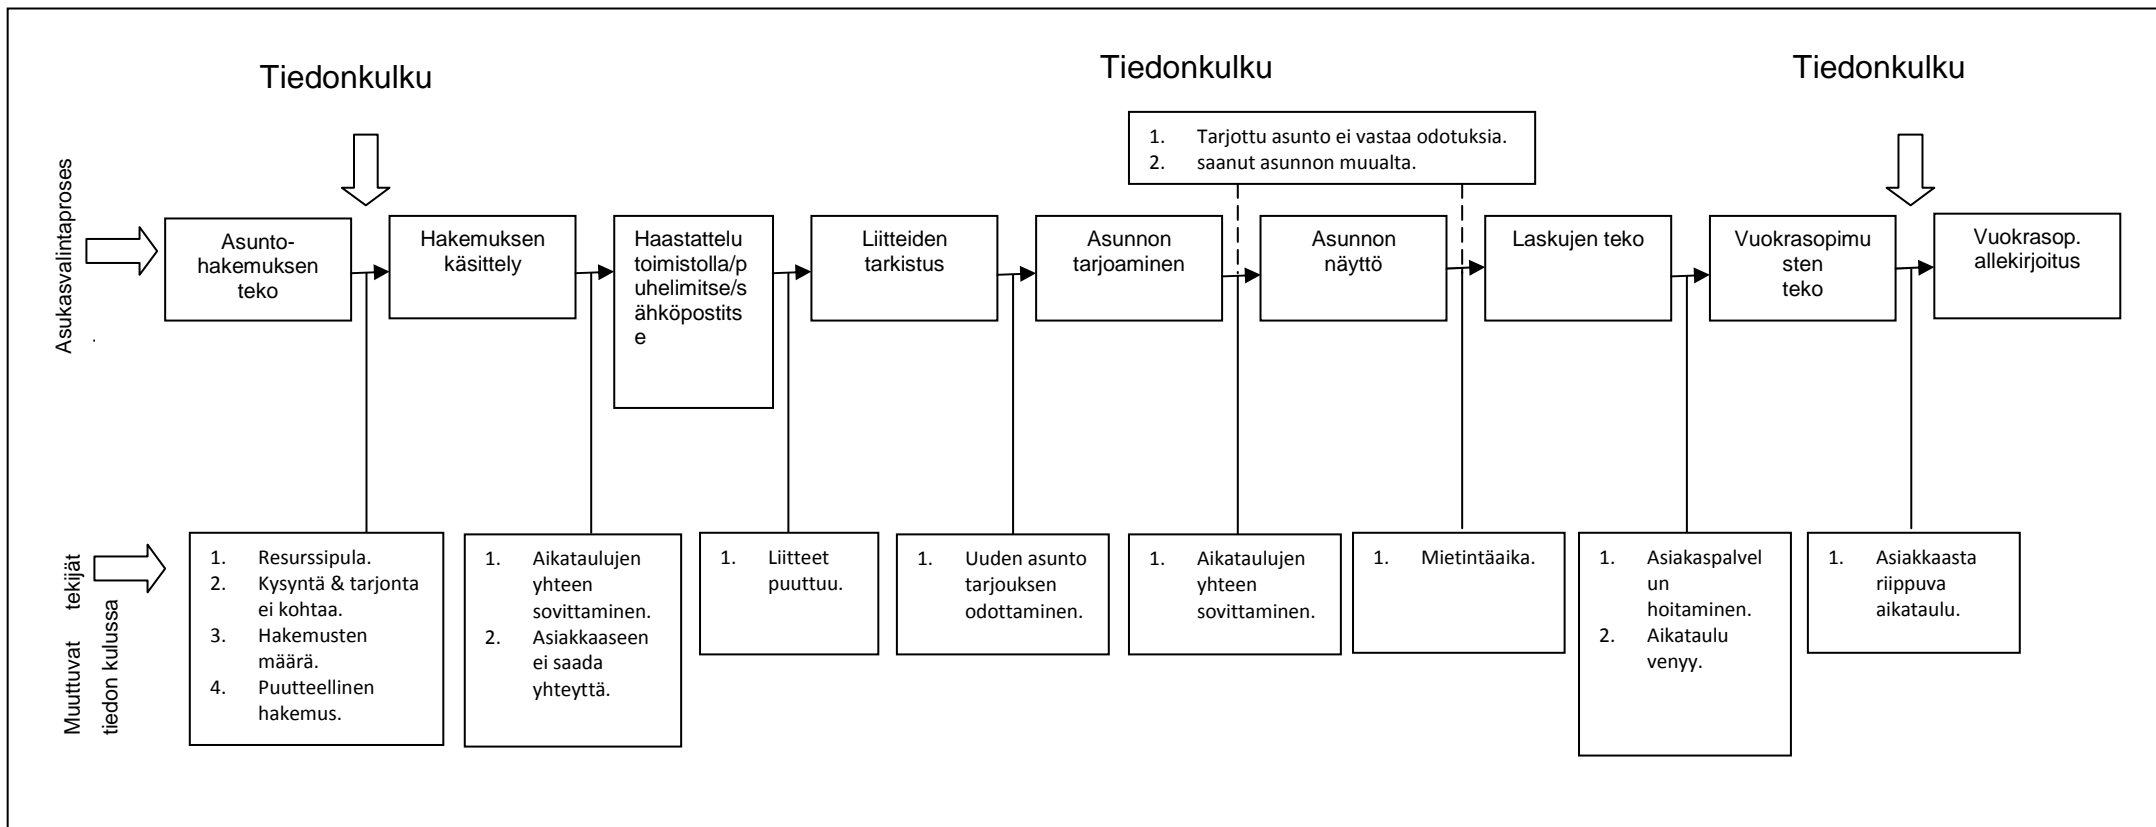 Tiedonkulku
Tiedonkulku
Tiedonkulku
1. Tarjottu asunto ei vastaa odotuksia.
2. saanut asunnon muualta.
Asukasvalintaproses
.
Asunto-
hakemuksen
teko
Hakemuksen
käsittely
Haastattelu
toimistolla/p
uhelimitse/s
ähköpostits
e
Liitteiden
tarkistus
Asunnon
tarjoaminen
Asunnon
näyttö
Laskujen teko
Vuokrasopimu
sten
teko
Vuokrasop.
allekirjoitus
Muuttuvat tekijät
tiedon kulussa
1. Resurssipula.
2. Kysyntä & tarjonta
ei kohtaa.
3. Hakemusten
määrä.
4. Puutteellinen
hakemus.
1. Aikataulujen
yhteen
sovittaminen.
2. Asiakkaaseen
ei saada
yhteyttä.
1. Liitteet
puuttuu.
1. Uuden asunto
tarjouksen
odottaminen.
1. Aikataulujen
yhteen
sovittaminen.
1. Mietintäaika.
1. Asiakaspalvel
un
hoitaminen.
2. Aikataulu
venyy.
1. Asiakkaasta
riippuva
aikataulu.